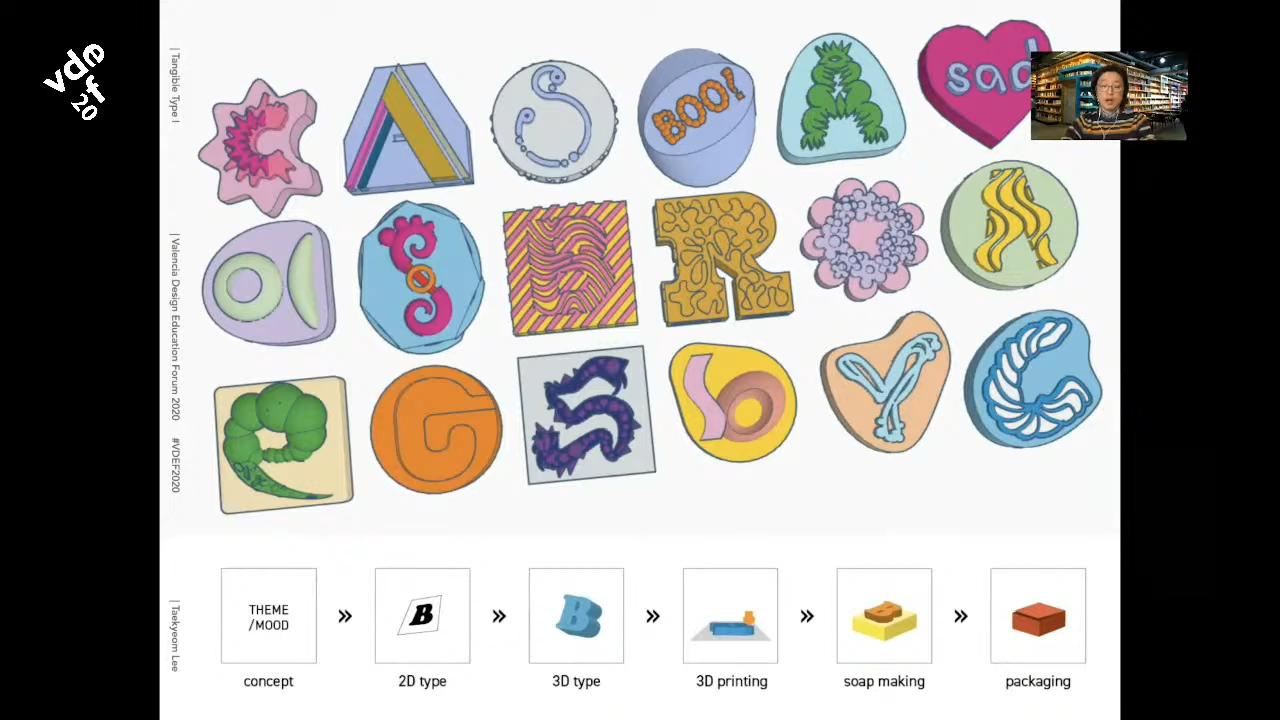 vdef
20
| Tangible Type I
| Valencia Design Education Forum 2020 #VDEF2020
| Taekyeom Lee
C
A
S
BOO!
A
sad
S
B
R
O
A
P
G
S
Y
C
THEME
/MOOD
B
B
B
concept
»
2D type
»
3D type
»
3D printing
»
soap making
»
packaging